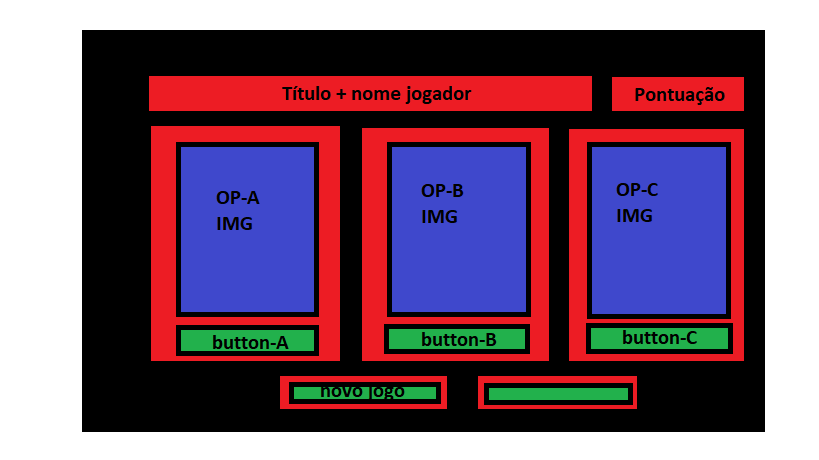 Título + nome jogador
Pontuação
OP-A
IMG
OP-B
IMG
OP-C
IMG
button-A
button-B
button-C
novo jogo